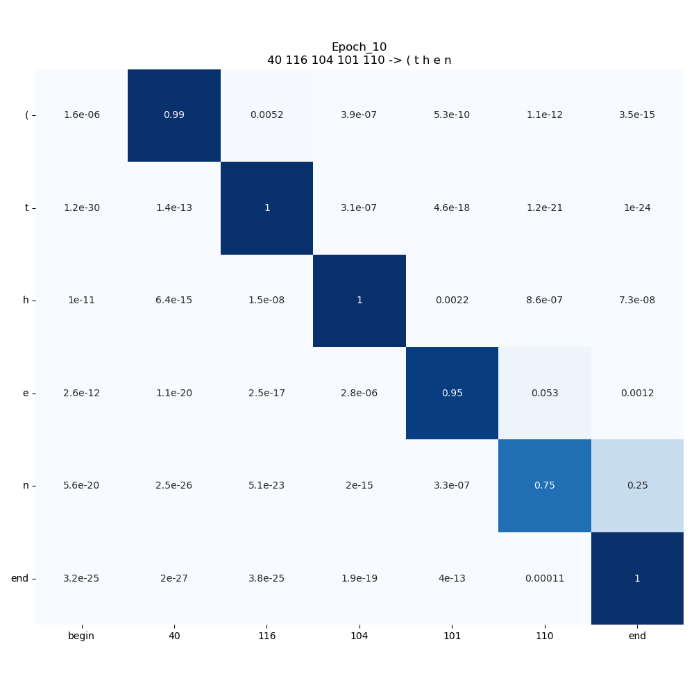 Epoch_10
40 116 104 101 110 -> ( t h e n
( 1.6e-06 0.99 0.0052 3.9e-07 5.3e-10 1.1e-12 3.5e-15
t 1.2e-30 1.4e-13 1 3.1e-07 4.6e-18 1.2e-21 1e-24
h 1e-11 6.4e-15 1.5e-08 1 0.0022 8.6e-07 7.3e-08
e 2.6e-12 1.1e-20 2.5e-17 2.8e-06 0.95 0.053 0.0012
n 5.6e-20 2.5e-26 5.1e-23 2e-15 3.3e-07 0.75 0.25
end 3.2e-25 2e-27 3.8e-25 1.9e-19 4e-13 0.00011 1
begin 40 116 104 101 110 end